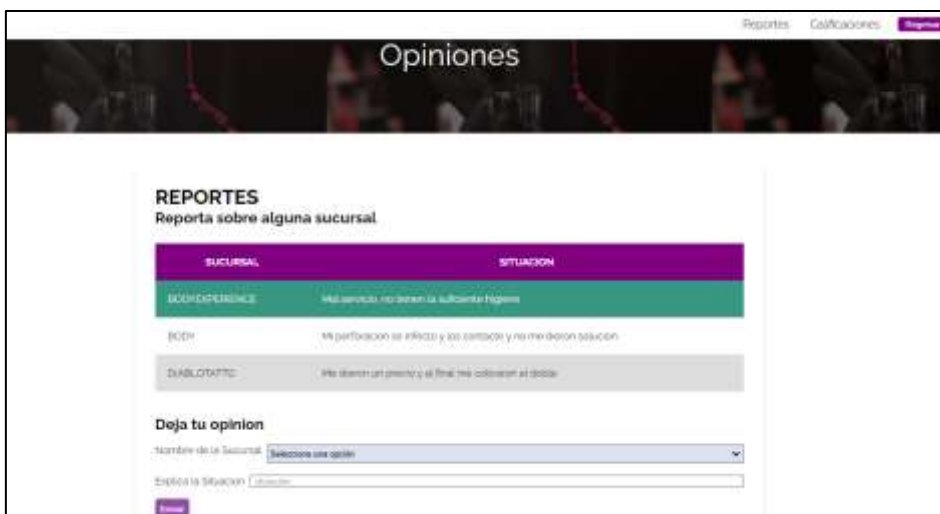 Reportes Calificaciones Regresar
Opiniones
REPORTES
Reporta sobre alguna sucursal
SUCURSAL SITUACION
BODY EXPERIENCE Mal servicio, no tienen la suficiente higiene
BODY Mi perforacion se infecto y los contacte y no me dieron solucion
DIABLOTATTO Me dieron un precio y al final me cobraron el doble
Deja tu opinion
Nombre de la Sucursal Seleccione una opción
Explica la Situacion situacion
Enviar